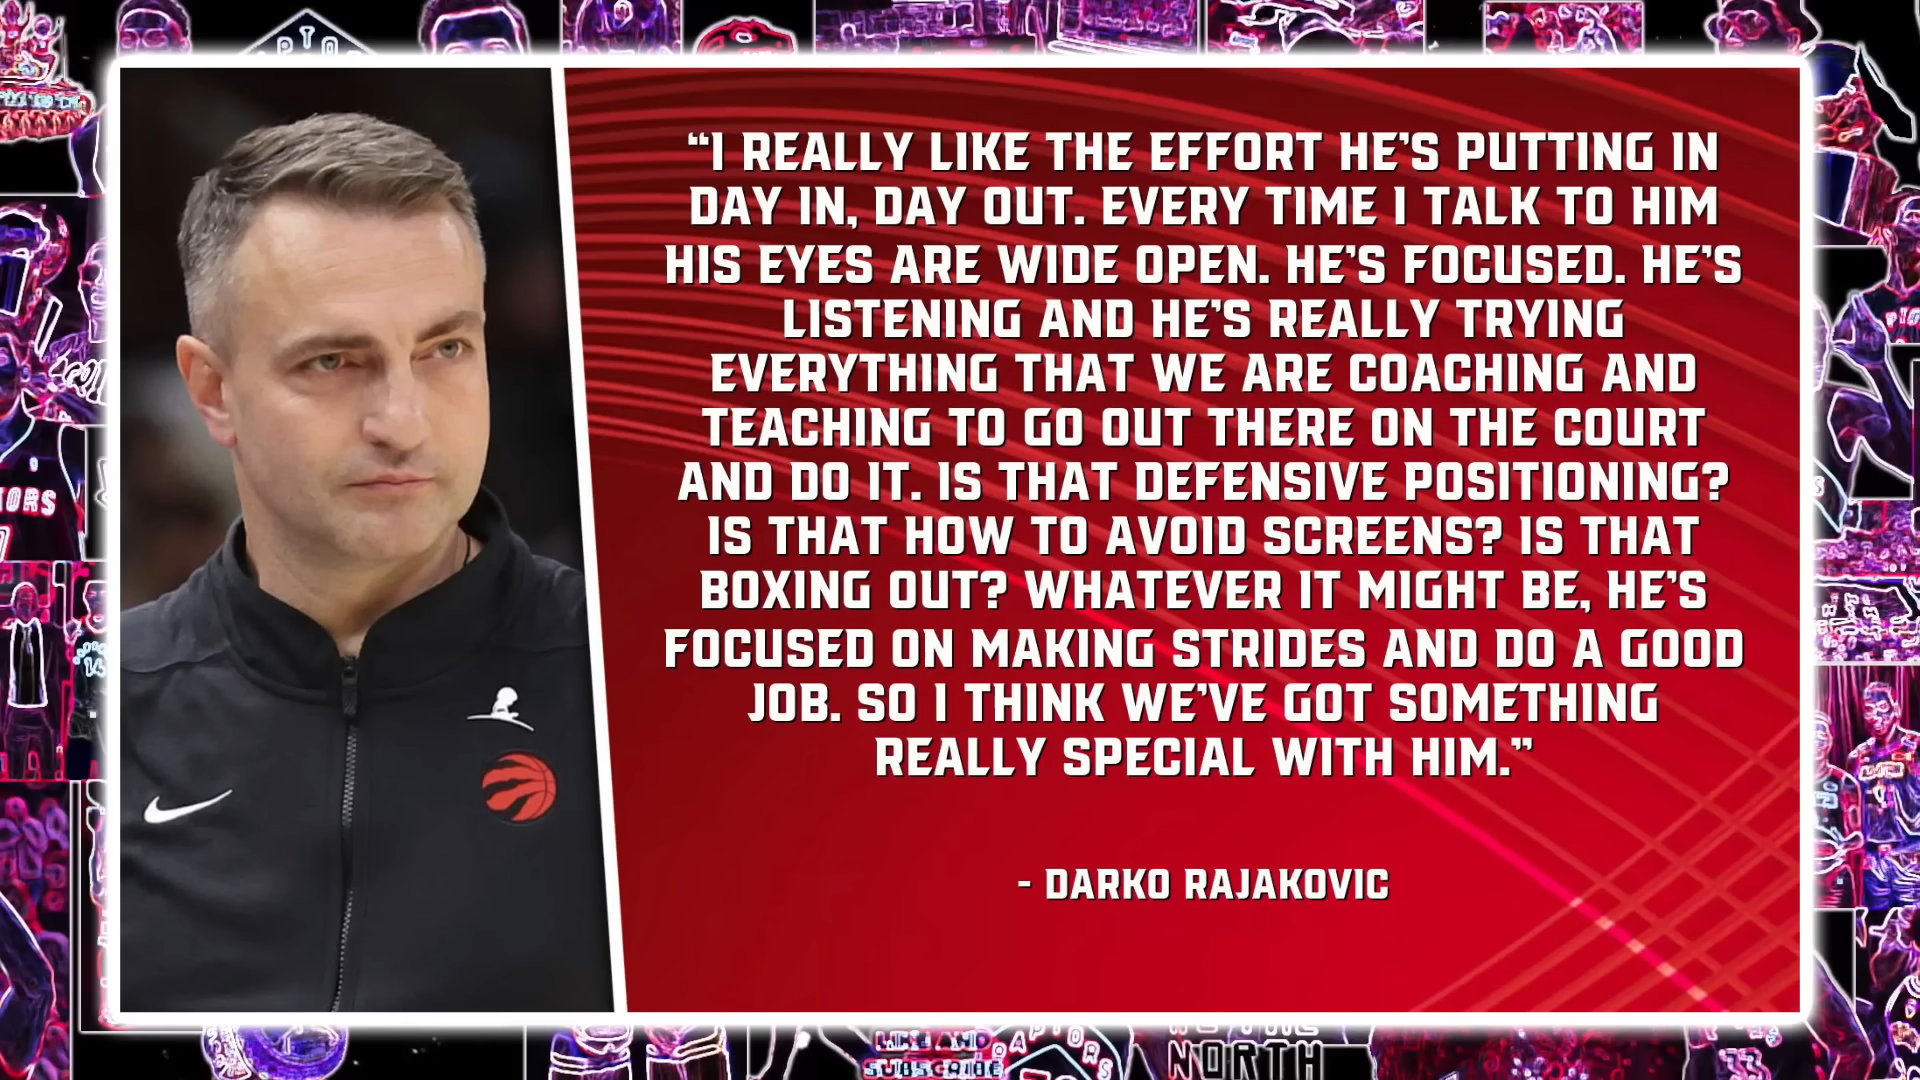 “I REALLY LIKE THE EFFORT HE’S PUTTING IN
DAY IN, DAY OUT. EVERY TIME I TALK TO HIM
HIS EYES ARE WIDE OPEN. HE’S FOCUSED. HE’S
LISTENING AND HE’S REALLY TRYING
EVERYTHING THAT WE ARE COACHING AND
TEACHING TO GO OUT THERE ON THE COURT
AND DO IT. IS THAT DEFENSIVE POSITIONING?
IS THAT HOW TO AVOID SCREENS? IS THAT
BOXING OUT? WHATEVER IT MIGHT BE, HE’S
FOCUSED ON MAKING STRIDES AND DO A GOOD
JOB. SO I THINK WE’VE GOT SOMETHING
REALLY SPECIAL WITH HIM.”
- DARKO RAJAKOVIC
LIKE AND
SUBSCRIBE
NORTH